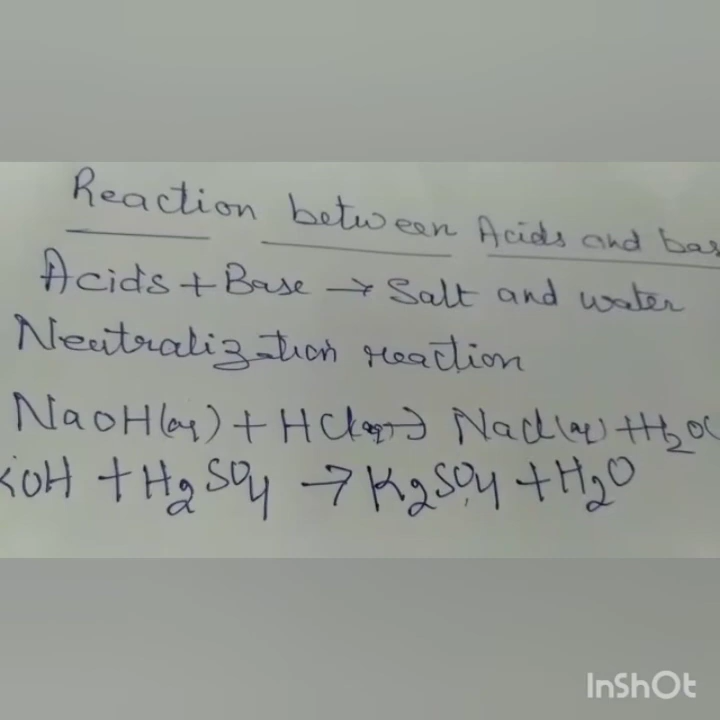 Reaction between Acids and bas
Acids + Base → Salt and water
Neutralization reaction
NaOH(aq) + HCl(aq) → NaCl(aq) + H₂O(
KOH + H₂SO₄ → K₂SO₄ + H₂O
InShOt